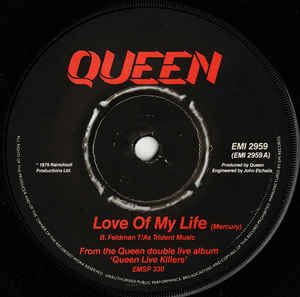 QUEEN
EMI 2959
(EMI 2959A)
℗ 1979 Raincloud
Productions Ltd.
Produced by Queen
Engineered by John Etchells
Love Of My Life (Mercury)
B. Feldman T/As Trident Music
From the Queen double live album
'Queen Live Killers'
EMSP 330